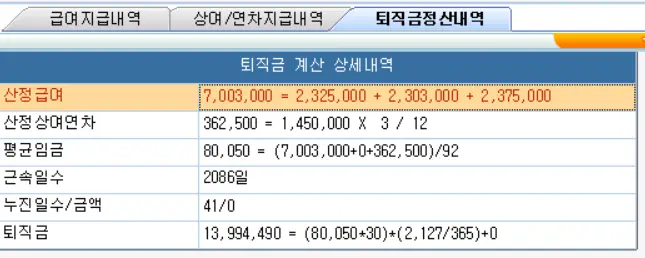 급여지급내역 상여/연차지급내역 퇴직금정산내역
퇴직금 계산 상세내역
산정급여 7,003,000 = 2,325,000 + 2,303,000 + 2,375,000
산정상여연차 362,500 = 1,450,000 X 3 / 12
평균임금 80,050 = (7,003,000+0+362,500)/92
근속일수 2086일
누진일수/금액 41/0
퇴직금 13,994,490 = (80,050*30)*(2,127/365)+0